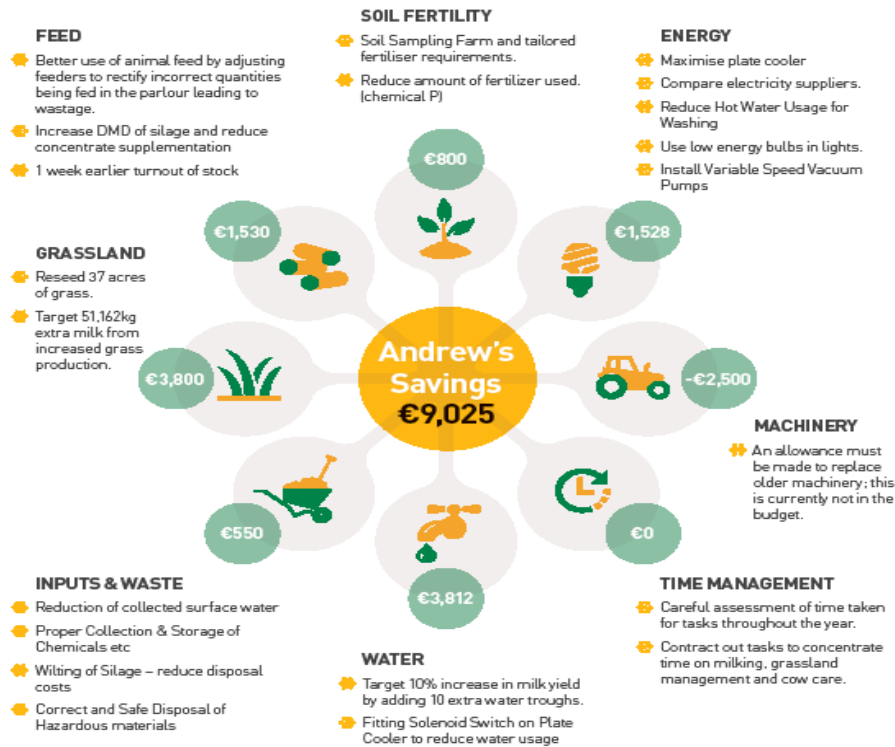 FEED
Better use of animal feed by adjusting
feeders to rectify incorrect quantities
being fed in the parlour leading to
wastage.
Increase DMD of silage and reduce
concentrate supplementation
1 week earlier turnout of stock
SOIL FERTILITY
Soil Sampling Farm and tailored
fertiliser requirements.
Reduce amount of fertilizer used.
(chemical P)
ENERGY
Maximise plate cooler
Compare electricity suppliers.
Reduce Hot Water Usage for
Washing
Use low energy bulbs in lights.
Install Variable Speed Vacuum
Pumps
€800
€1,530
€1,528
GRASSLAND
Reseed 37 acres
of grass.
Target 51,162kg
extra milk from
increased grass
production.
€3,800
Andrew's
Savings
€9,025
-€2,500
MACHINERY
An allowance must
be made to replace
older machinery; this
is currently not in the
budget.
€550
€3,812
€0
INPUTS & WASTE
Reduction of collected surface water
Proper Collection & Storage of
Chemicals etc
Wilting of Silage – reduce disposal
costs
Correct and Safe Disposal of
Hazardous materials
WATER
Target 10% increase in milk yield
by adding 10 extra water troughs.
Fitting Solenoid Switch on Plate
Cooler to reduce water usage
TIME MANAGEMENT
Careful assessment of time taken
for tasks throughout the year.
Contract out tasks to concentrate
time on milking, grassland
management and cow care.